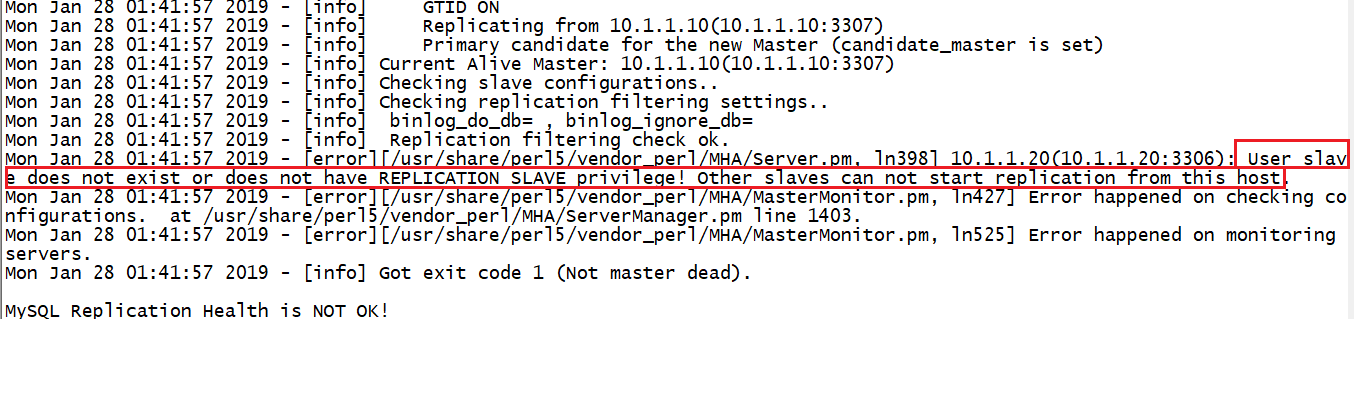 Mon Jan 28 01:41:57 2019 - [info]     GTID ON
Mon Jan 28 01:41:57 2019 - [info]     Replicating from 10.1.1.10(10.1.1.10:3307)
Mon Jan 28 01:41:57 2019 - [info]     Primary candidate for the new Master (candidate_master is set)
Mon Jan 28 01:41:57 2019 - [info] Current Alive Master: 10.1.1.10(10.1.1.10:3307)
Mon Jan 28 01:41:57 2019 - [info] Checking slave configurations..
Mon Jan 28 01:41:57 2019 - [info] Checking replication filtering settings..
Mon Jan 28 01:41:57 2019 - [info]  binlog_do_db= , binlog_ignore_db=
Mon Jan 28 01:41:57 2019 - [info]  Replication filtering check ok.
Mon Jan 28 01:41:57 2019 - [error][/usr/share/perl5/vendor_perl/MHA/Server.pm, ln398] 10.1.1.20(10.1.1.20:3306): User slav
e does not exist or does not have REPLICATION SLAVE privilege! Other slaves can not start replication from this host.
Mon Jan 28 01:41:57 2019 - [error][/usr/share/perl5/vendor_perl/MHA/MasterMonitor.pm, ln427] Error happened on checking co
nfigurations.  at /usr/share/perl5/vendor_perl/MHA/ServerManager.pm line 1403.
Mon Jan 28 01:41:57 2019 - [error][/usr/share/perl5/vendor_perl/MHA/MasterMonitor.pm, ln525] Error happened on monitoring
servers.
Mon Jan 28 01:41:57 2019 - [info] Got exit code 1 (Not master dead).
MySQL Replication Health is NOT OK!